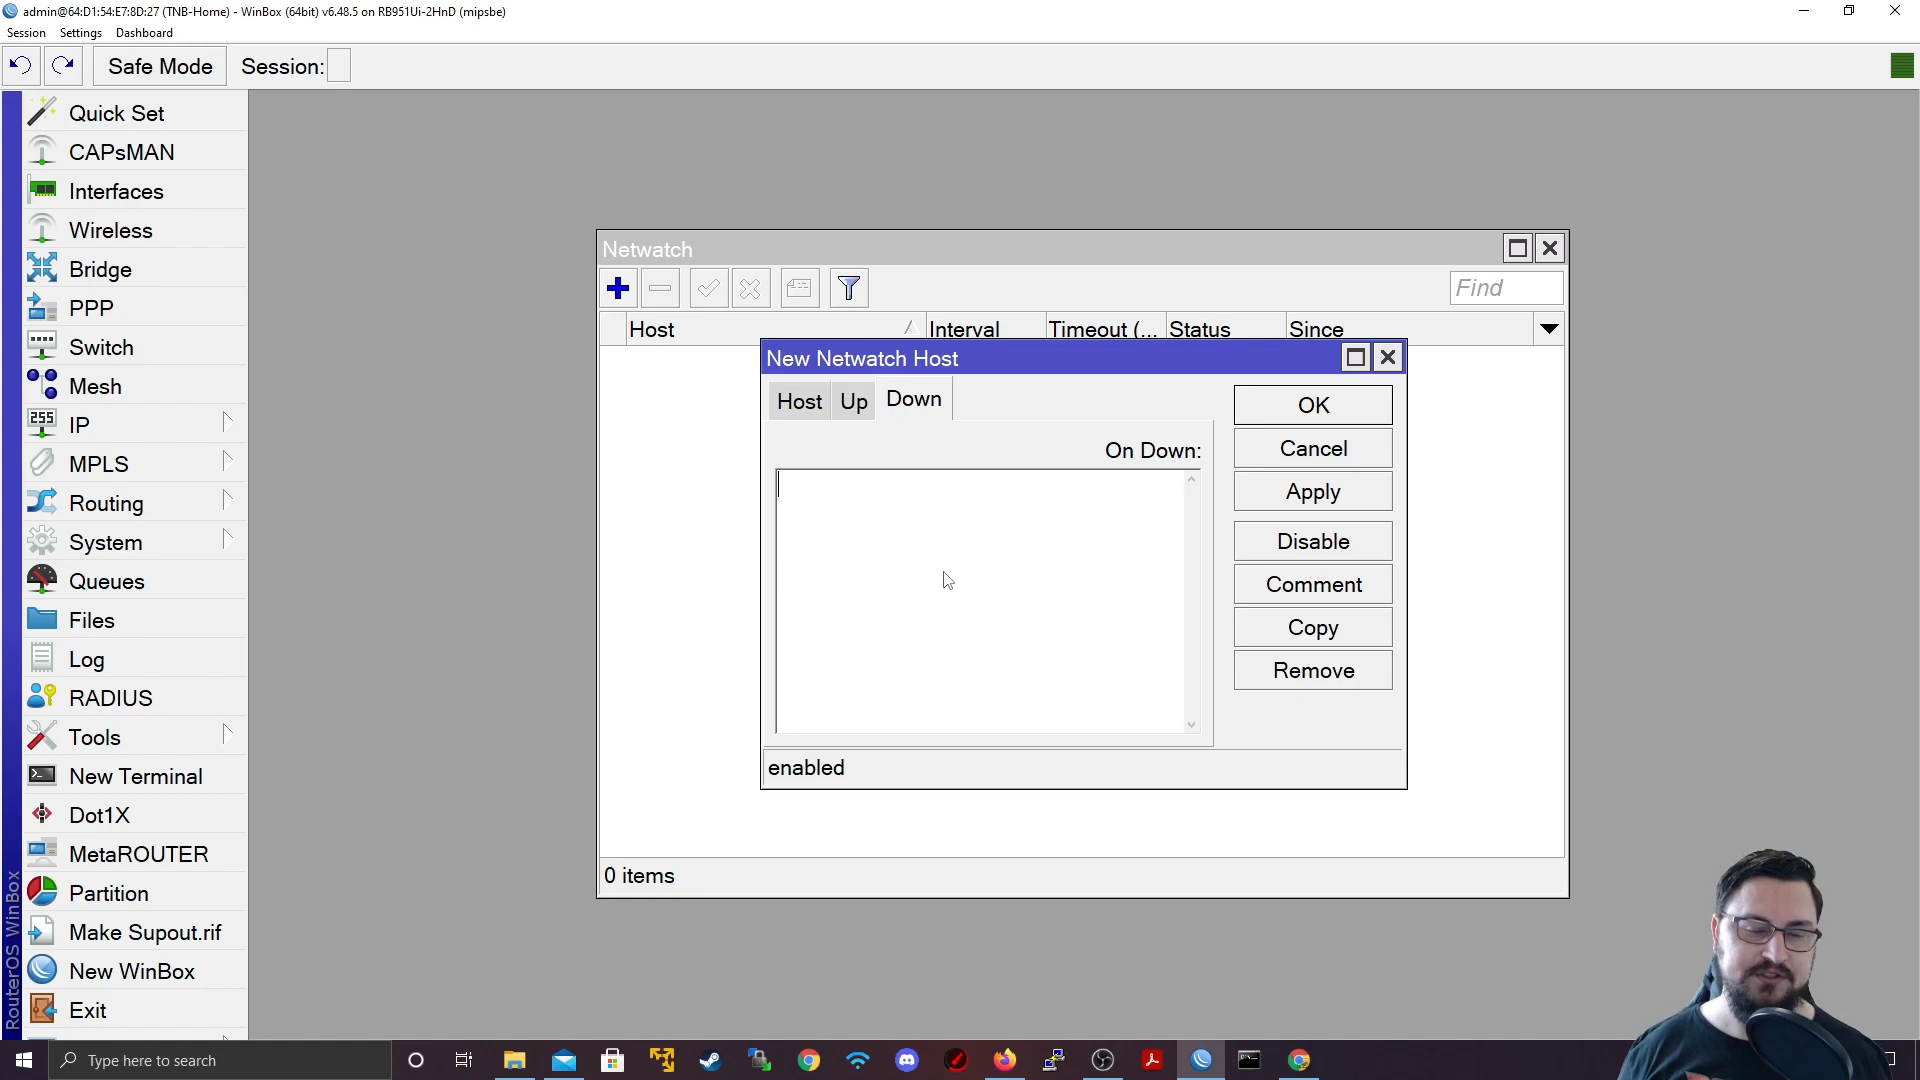 admin@64:D1:54:E7:8D:27 (TNB-Home) - WinBox (64bit) v6.48.5 on RB951Ui-2HnD (mipsbe)
Session Settings Dashboard
Safe Mode Session:
Quick Set
CAPsMAN
Interfaces
Wireless
Bridge
PPP
Switch
Mesh
255
IP
MPLS
Routing
System
Queues
Files
Log
RADIUS
Tools
New Terminal
Dot1X
MetaROUTER
Partition
Make Supout.rif
New WinBox
Exit
RouterOS WinBox
Netwatch
Find
Host Interval Timeout (... Status Since
New Netwatch Host
Host Up Down
On Down:
OK
Cancel
Apply
Disable
Comment
Copy
Remove
enabled
0 items
Type here to search